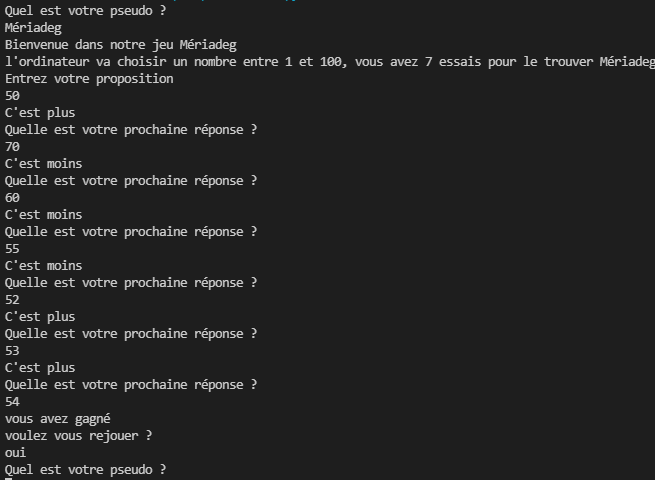 Quel est votre pseudo ?
Mériadeg
Bienvenue dans notre jeu Mériadeg
l'ordinateur va choisir un nombre entre 1 et 100, vous avez 7 essais pour le trouver Mériadeg
Entrez votre proposition
50
C'est plus
Quelle est votre prochaine réponse ?
70
C'est moins
Quelle est votre prochaine réponse ?
60
C'est moins
Quelle est votre prochaine réponse ?
55
C'est moins
Quelle est votre prochaine réponse ?
52
C'est plus
Quelle est votre prochaine réponse ?
53
C'est plus
Quelle est votre prochaine réponse ?
54
vous avez gagné
voulez vous rejouer ?
oui
Quel est votre pseudo ?